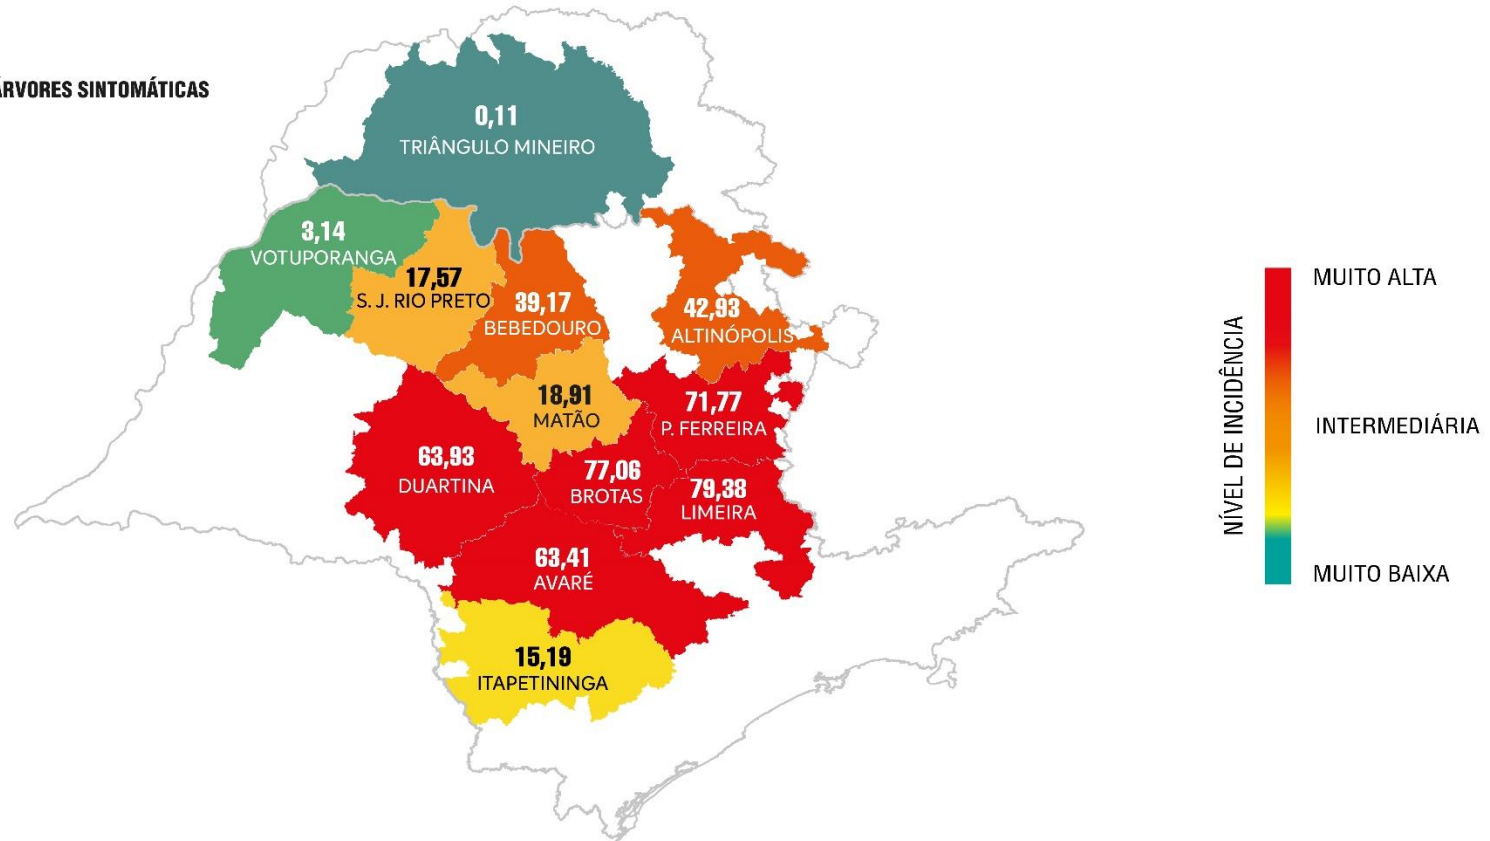 ÁRVORES SINTOMÁTICAS
0,11
TRIÂNGULO MINEIRO
3,14
VOTUPORANGA
17,57
S. J. RIO PRETO
39,17
BEBEDOURO
42,93
ALTINÓPOLIS
18,91
MATÃO
71,77
P. FERREIRA
63,93
DUARTINA
77,06
BROTAS
79,38
LIMEIRA
63,41
AVARÉ
15,19
ITAPETININGA
NÍVEL DE INCIDÊNCIA
MUITO ALTA
INTERMEDIÁRIA
MUITO BAIXA